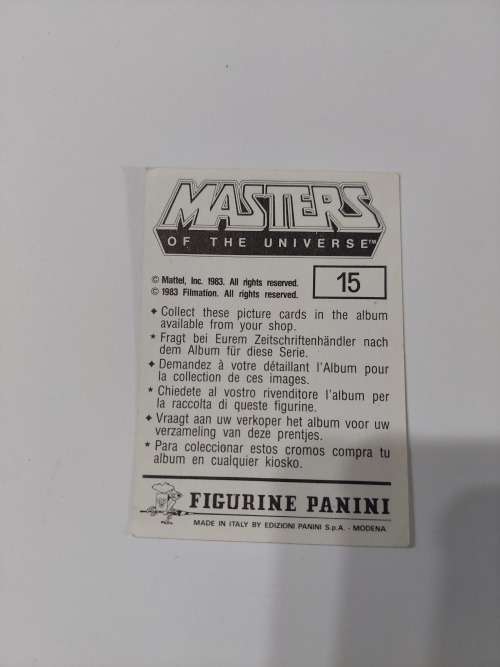 MASTERS
OF THE UNIVERSE™
© Mattel, Inc. 1983. All rights reserved.
© 1983 Filmation. All rights reserved.
15
✦ Collect these picture cards in the album
available from your shop.
★ Fragt bei Eurem Zeitschriftenhändler nach
dem Album für diese Serie.
✦ Demandez à votre détaillant l'Album pour
la collection de ces images.
★ Chiedete al vostro rivenditore l'album per
la raccolta di queste figurine.
✦ Vraagt aan uw verkoper het album voor uw
verzameling van deze prentjes.
★ Para coleccionar estos cromos compra tu
album en cualquier kiosko.
FIGURINE PANINI
MADE IN ITALY BY EDIZIONI PANINI S.p.A. - MODENA